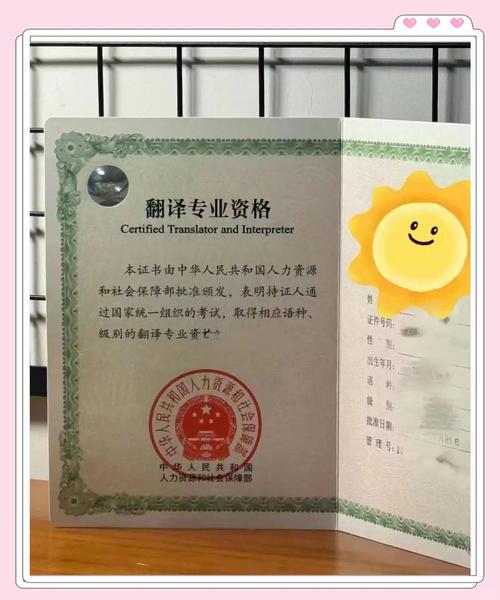 翻译专业资格
Certified Translator and Interpreter
本证书由中华人民共和国人力资源
和社会保障部批准颁发，表明持证人通
过国家统一组织的考试，取得相应语种、
级别的翻译专业资
中华人民共和国人力资源和社会保障部
中华人民共和国
人力资源和社会保障部
姓
证件号码：
性 别：
出生年月：
语 种：
级 别：
批准日期：
管 理 号：